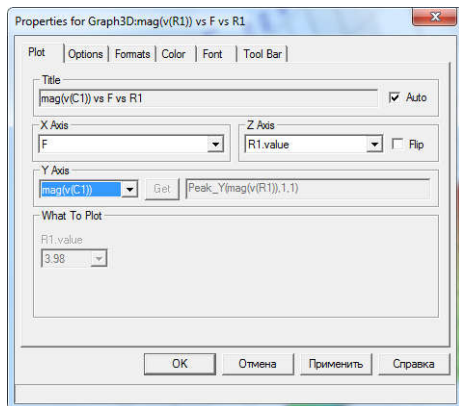 Properties for Graph3D:mag(v(R1)) vs F vs R1
Plot Options Formats Color Font Tool Bar
Title
mag(v(C1)) vs F vs R1 Auto
X Axis Z Axis
F R1.value Flip
Y Axis
mag(v(C1)) Get Peak_Y(mag(v(R1)),1,1)
What To Plot
R1.value
3.98
OK Отмена Применить Справка